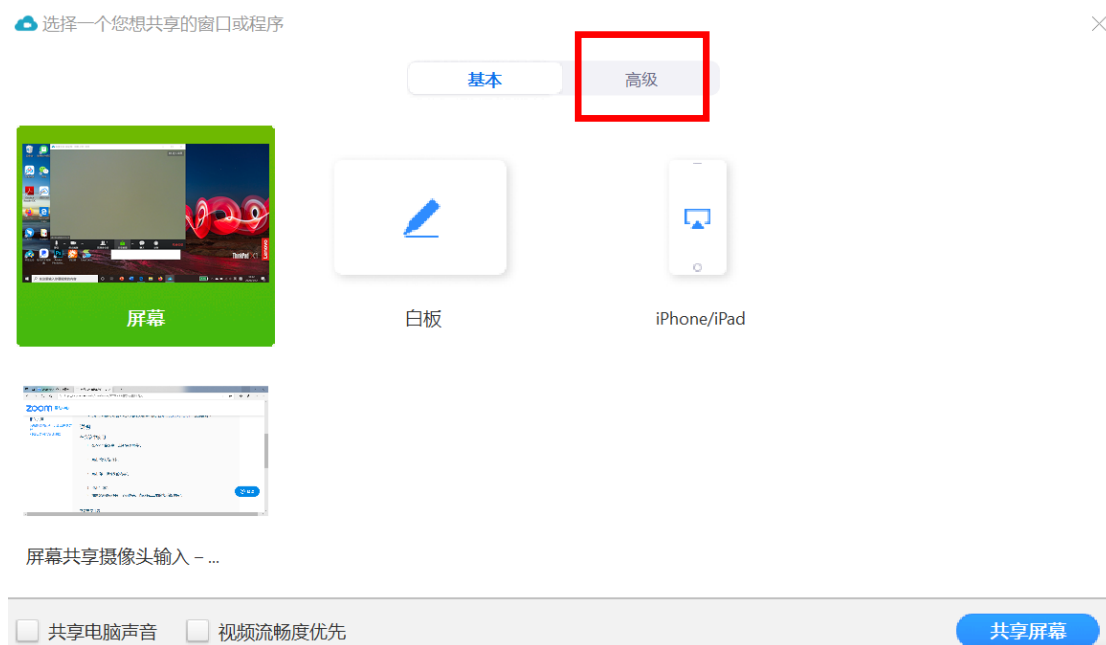 选择一个您想共享的窗口或程序
基本
高级
屏幕
白板
iPhone/iPad
zoom
屏幕共享摄像头输入 – ...
共享电脑声音
视频流畅度优先
共享屏幕